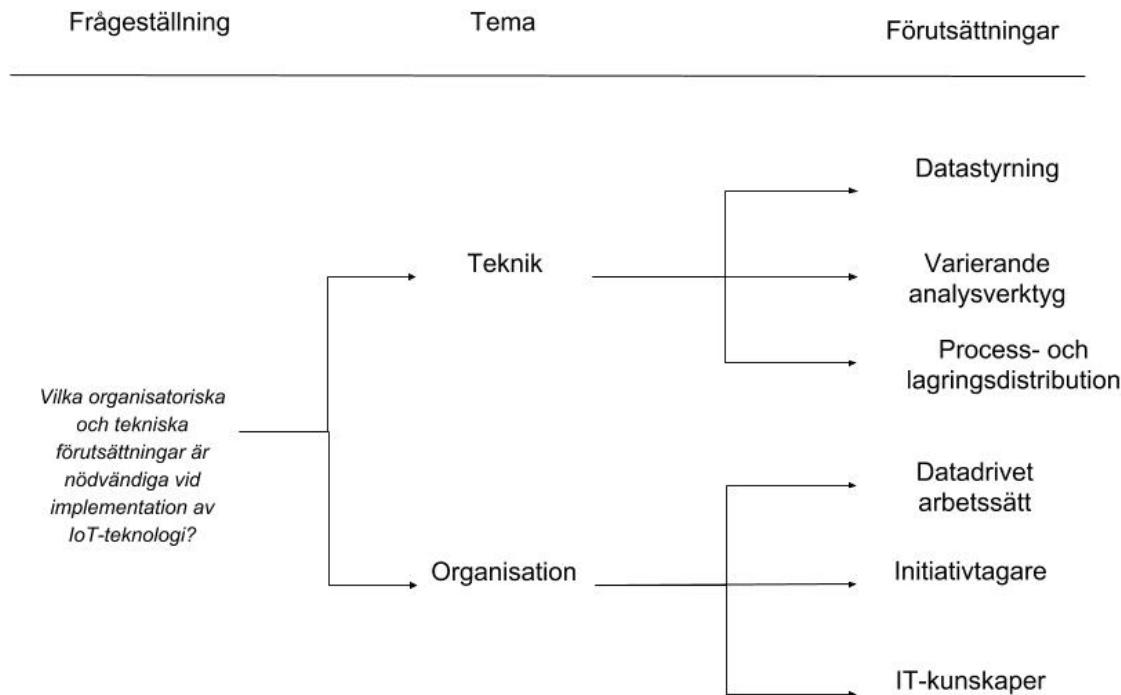 Frågeställning
Tema
Förutsättningar
Datastyrning
Teknik
Varierande
analysverktyg
Process- och
lagringsdistribution
Vilka organisatoriska
och tekniska
förutsättningar är
nödvändiga vid
implementation av
IoT-teknologi?
Datadrivet
arbetssätt
Organisation
Initiativtagare
IT-kunskaper